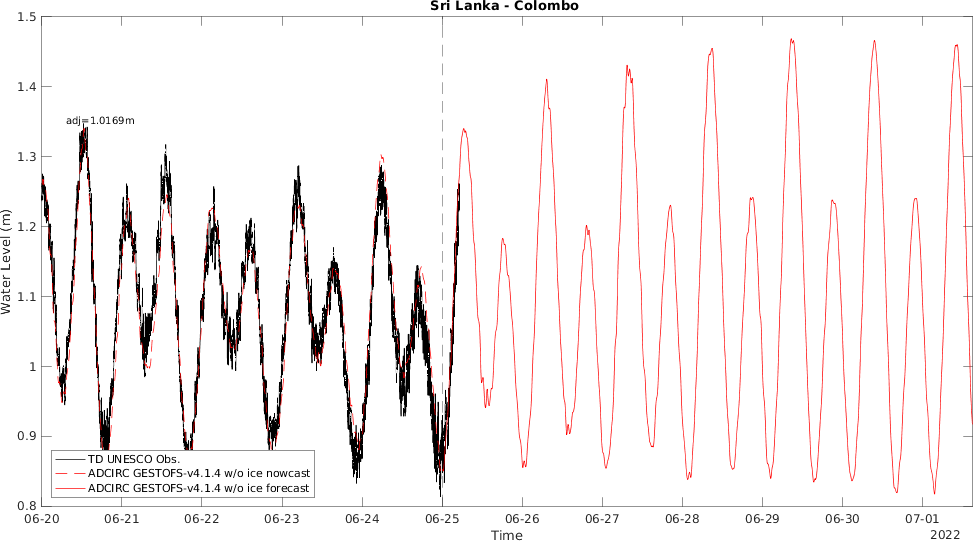 Sri Lanka - Colombo
1.5
1.4
adj=1.0169m
1.3
1.2
Water Level (m)
1.1
1
0.9
TD UNESCO Obs.
ADCIRC GESTOFS-v4.1.4 w/o ice nowcast
ADCIRC GESTOFS-v4.1.4 w/o ice forecast
0.8
06-20 06-21 06-22 06-23 06-24 06-25 06-26 06-27 06-28 06-29 06-30 07-01
Time 2022